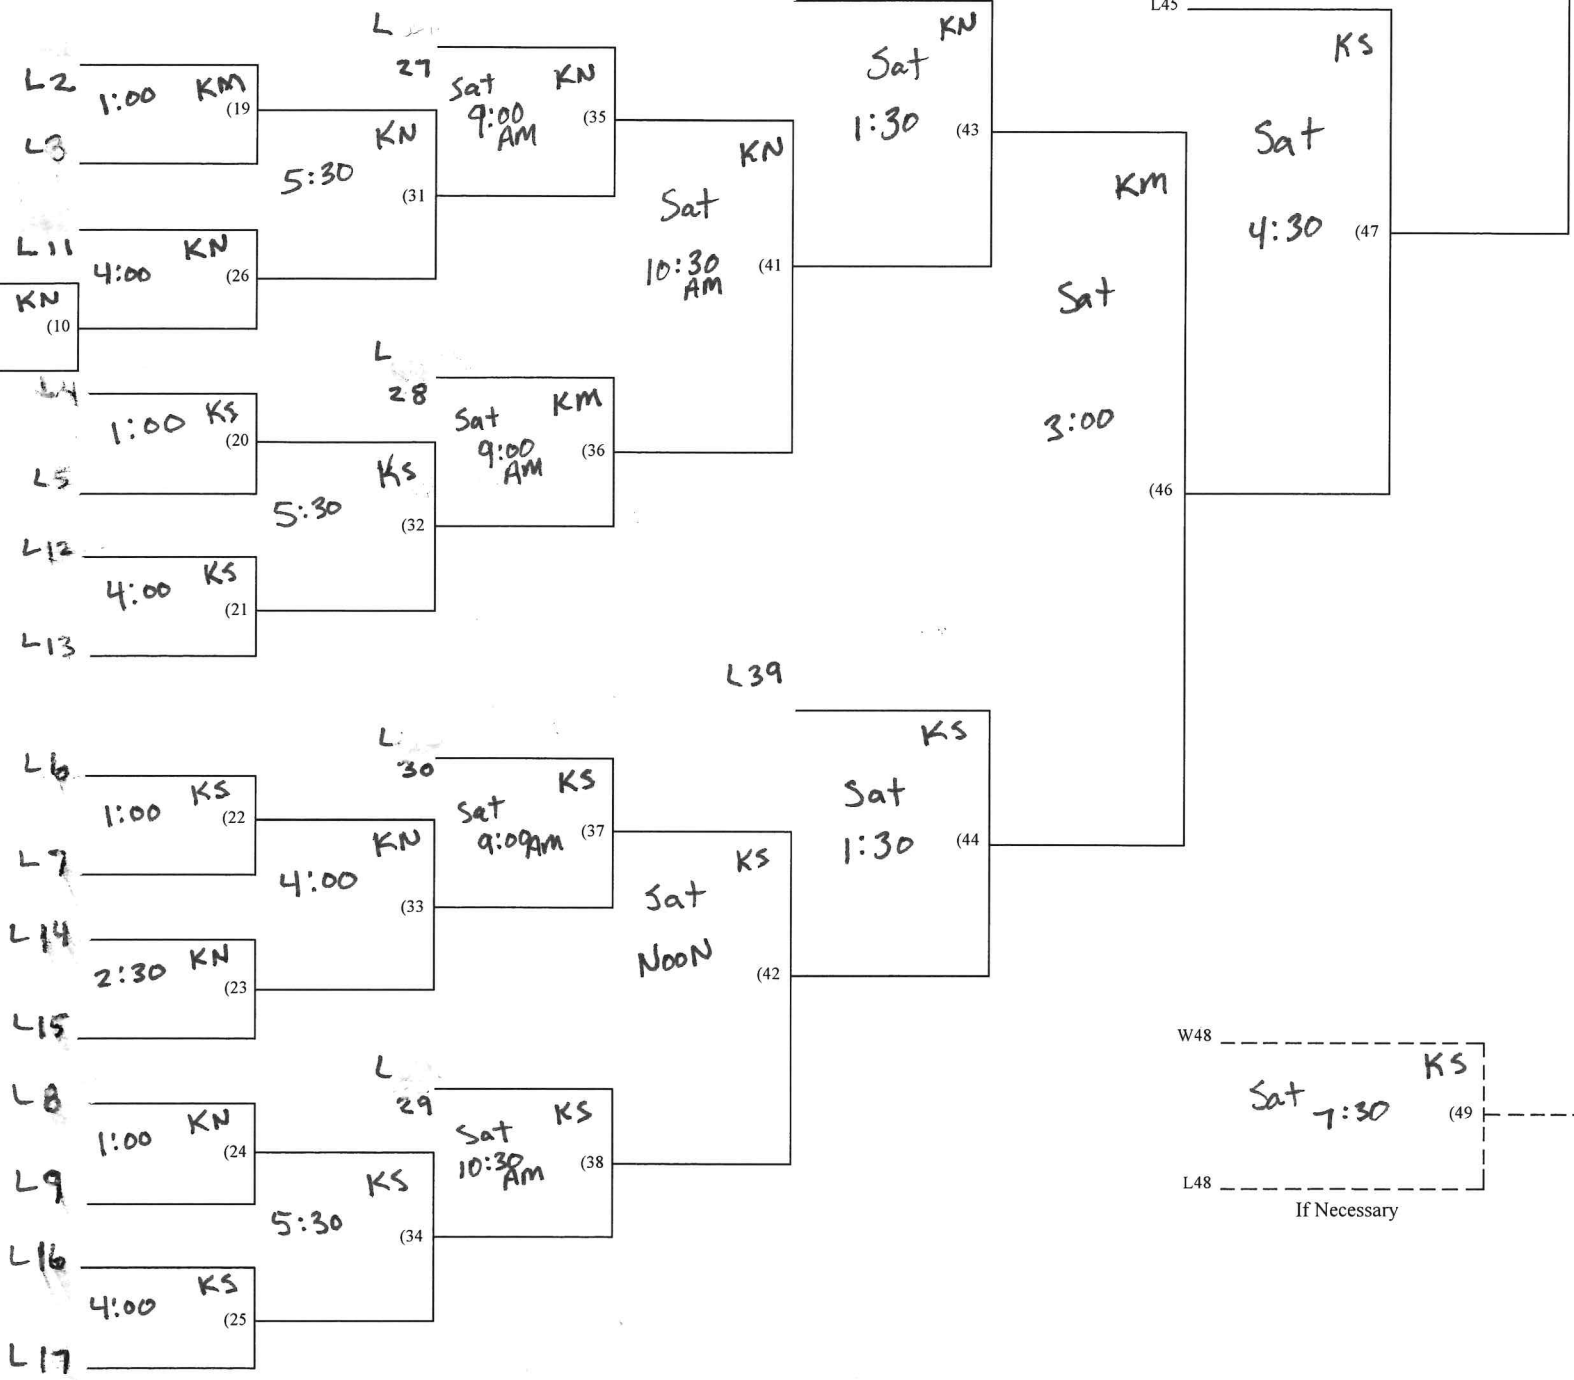 L45
KN
Sat
1:30
(43
KS
Sat
4:30
(47
L
27
KN
Sat
9:00
AM
(35
L2
1:00 KM
(19
L3
KN
5:30
(31
L11
4:00 KN
(26
KN
(10
KN
Sat
10:30
AM
(41
KM
Sat
3:00
(46
L
28
KM
Sat
9:00
AM
(36
L4
1:00 KS
(20
L5
KS
5:30
(32
L12
4:00 KS
(21
L13
L39
KS
Sat
1:30
(44
L
30
KS
Sat
9:00AM
(37
L6
1:00 KS
(22
L7
KN
4:00
(33
L14
2:30 KN
(23
L15
KS
Sat
NOON
(42
L
29
KS
Sat
10:30
AM
(38
L8
1:00 KN
(24
L9
KS
5:30
(34
L16
4:00 KS
(25
L17
W48
KS
Sat 7:30
(49
L48
If Necessary